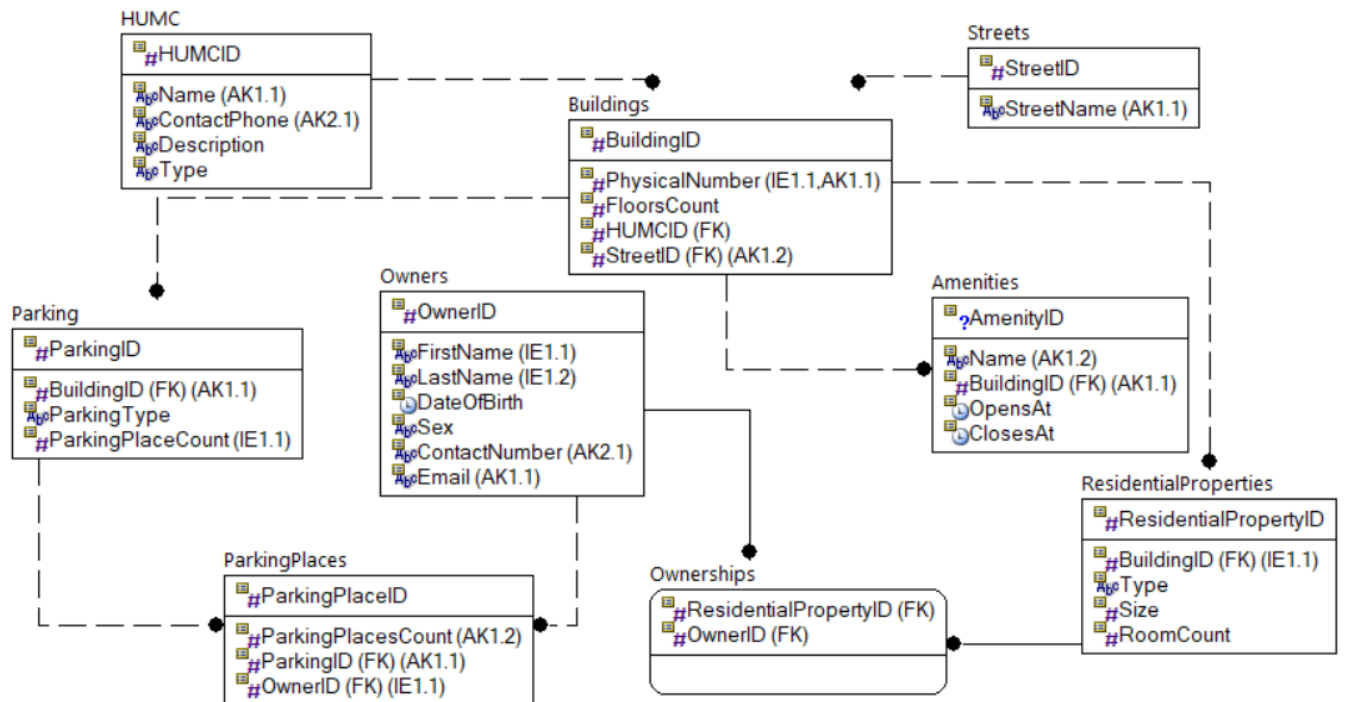 HUMC
#HUMCID
Name (AK1.1)
ContactPhone (AK2.1)
Description
Type
Streets
#StreetID
StreetName (AK1.1)
Buildings
#BuildingID
#PhysicalNumber (IE1.1,AK1.1)
#FloorsCount
#HUMCID (FK)
#StreetID (FK) (AK1.2)
Parking
#ParkingID
#BuildingID (FK) (AK1.1)
ParkingType
#ParkingPlaceCount (IE1.1)
Owners
#OwnerID
FirstName (IE1.1)
LastName (IE1.2)
DateOfBirth
Sex
ContactNumber (AK2.1)
Email (AK1.1)
Amenities
?AmenityID
Name (AK1.2)
#BuildingID (FK) (AK1.1)
OpensAt
ClosesAt
ResidentialProperties
#ResidentialPropertyID
#BuildingID (FK) (IE1.1)
Type
#Size
#RoomCount
ParkingPlaces
#ParkingPlaceID
#ParkingPlacesCount (AK1.2)
#ParkingID (FK) (AK1.1)
#OwnerID (FK) (IE1.1)
Ownerships
#ResidentialPropertyID (FK)
#OwnerID (FK)